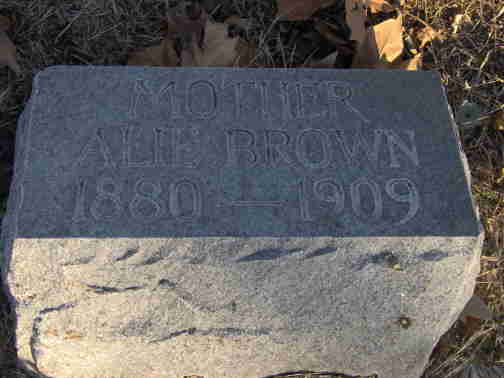 MOTHER
ALIE BROWN
1880 — 1909